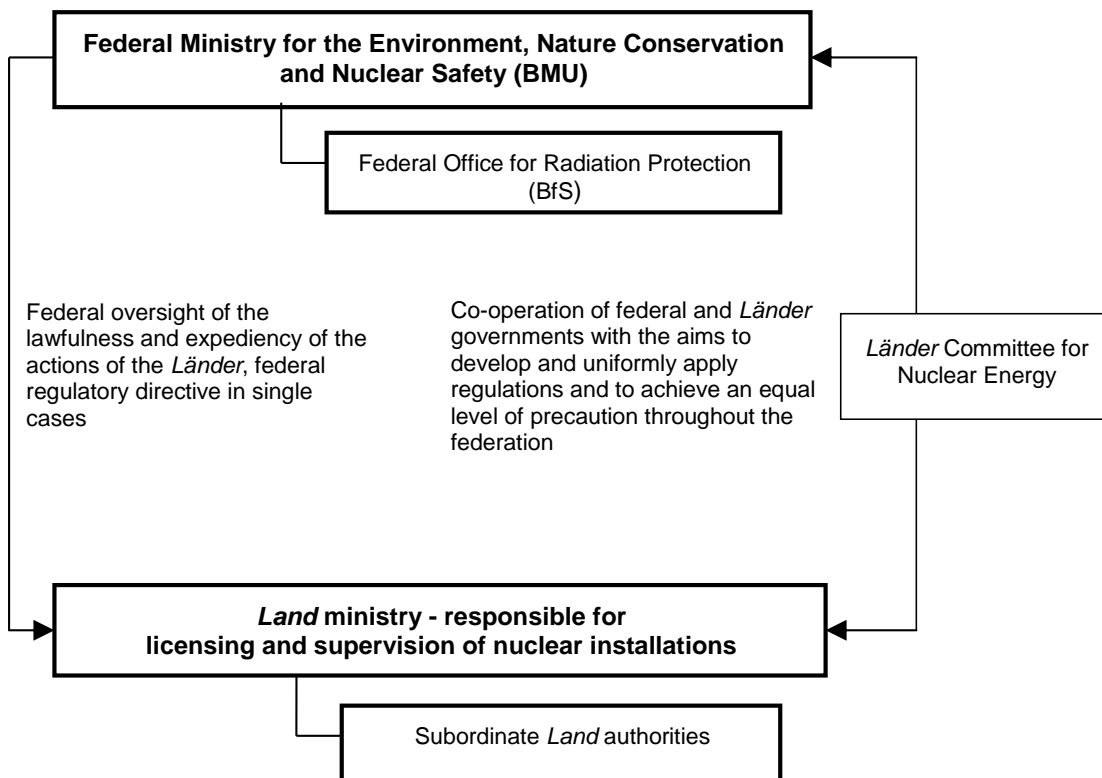 Federal Ministry for the Environment, Nature Conservation
and Nuclear Safety (BMU)
Federal Office for Radiation Protection
(BfS)
Federal oversight of the
lawfulness and expediency of the
actions of the Länder, federal
regulatory directive in single
cases
Co-operation of federal and Länder
governments with the aims to
develop and uniformly apply
regulations and to achieve an equal
level of precaution throughout the
federation
Länder Committee for
Nuclear Energy
Land ministry - responsible for
licensing and supervision of nuclear installations
Subordinate Land authorities